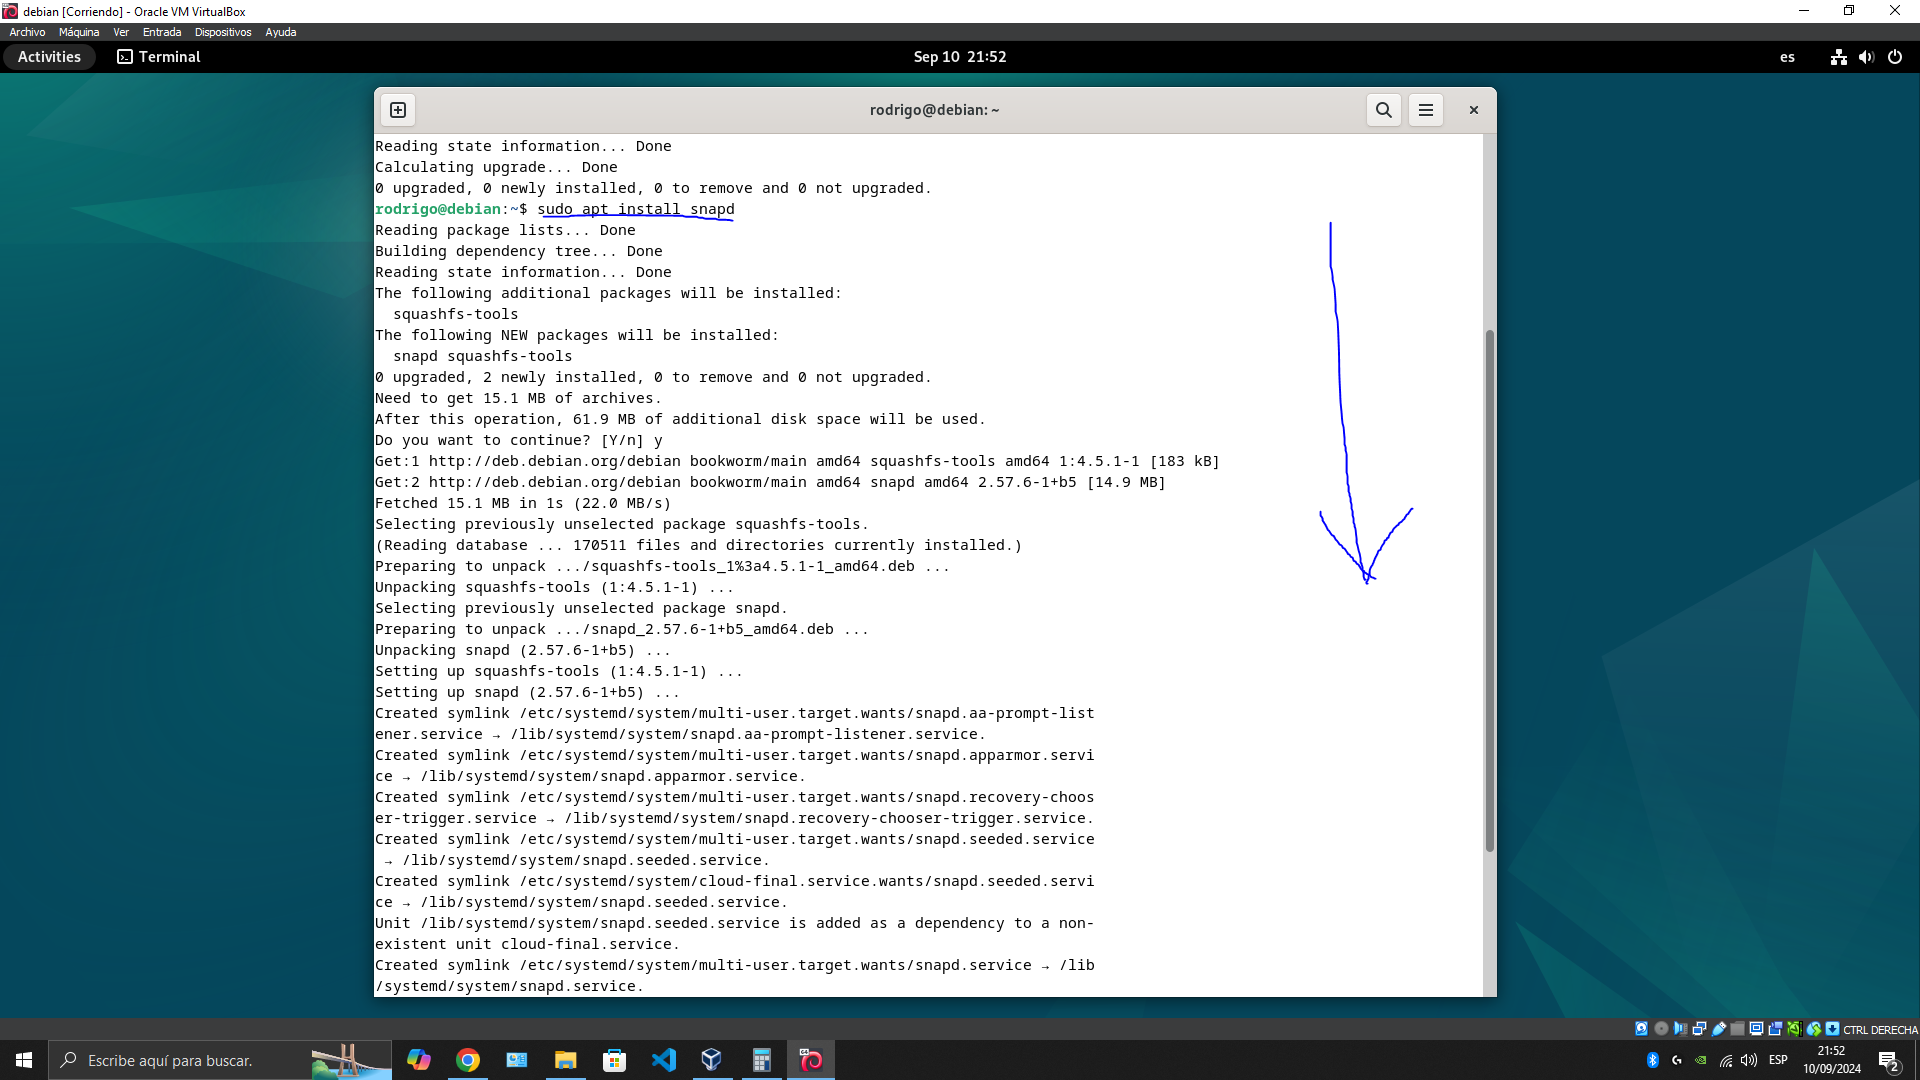 debian [Corriendo] - Oracle VM VirtualBox
Archivo Máquina Ver Entrada Dispositivos Ayuda
Activities Terminal Sep 10 21:52 es
rodrigo@debian: ~
Reading state information... Done
Calculating upgrade... Done
0 upgraded, 0 newly installed, 0 to remove and 0 not upgraded.
rodrigo@debian:~$ sudo apt install snapd
Reading package lists... Done
Building dependency tree... Done
Reading state information... Done
The following additional packages will be installed:
  squashfs-tools
The following NEW packages will be installed:
  snapd squashfs-tools
0 upgraded, 2 newly installed, 0 to remove and 0 not upgraded.
Need to get 15.1 MB of archives.
After this operation, 61.9 MB of additional disk space will be used.
Do you want to continue? [Y/n] y
Get:1 http://deb.debian.org/debian bookworm/main amd64 squashfs-tools amd64 1:4.5.1-1 [183 kB]
Get:2 http://deb.debian.org/debian bookworm/main amd64 snapd amd64 2.57.6-1+b5 [14.9 MB]
Fetched 15.1 MB in 1s (22.0 MB/s)
Selecting previously unselected package squashfs-tools.
(Reading database ... 170511 files and directories currently installed.)
Preparing to unpack .../squashfs-tools_1%3a4.5.1-1_amd64.deb ...
Unpacking squashfs-tools (1:4.5.1-1) ...
Selecting previously unselected package snapd.
Preparing to unpack .../snapd_2.57.6-1+b5_amd64.deb ...
Unpacking snapd (2.57.6-1+b5) ...
Setting up squashfs-tools (1:4.5.1-1) ...
Setting up snapd (2.57.6-1+b5) ...
Created symlink /etc/systemd/system/multi-user.target.wants/snapd.aa-prompt-list
ener.service → /lib/systemd/system/snapd.aa-prompt-listener.service.
Created symlink /etc/systemd/system/multi-user.target.wants/snapd.apparmor.servi
ce → /lib/systemd/system/snapd.apparmor.service.
Created symlink /etc/systemd/system/multi-user.target.wants/snapd.recovery-choos
er-trigger.service → /lib/systemd/system/snapd.recovery-chooser-trigger.service.
Created symlink /etc/systemd/system/multi-user.target.wants/snapd.seeded.service
 → /lib/systemd/system/snapd.seeded.service.
Created symlink /etc/systemd/system/cloud-final.service.wants/snapd.seeded.servi
ce → /lib/systemd/system/snapd.seeded.service.
Unit /lib/systemd/system/snapd.seeded.service is added as a dependency to a non-
existent unit cloud-final.service.
Created symlink /etc/systemd/system/multi-user.target.wants/snapd.service → /lib
/systemd/system/snapd.service.
CTRL DERECHA
Escribe aquí para buscar.
ESP
21:52
10/09/2024
2